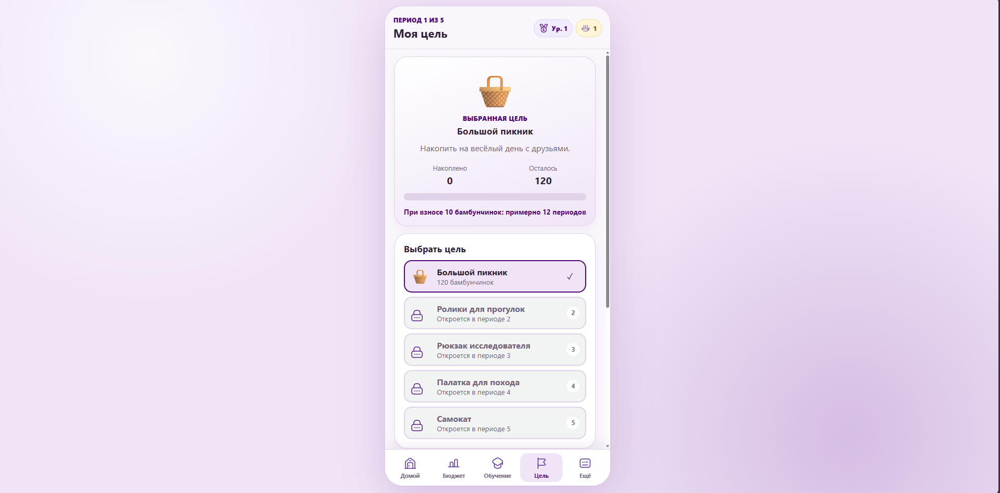 ПЕРИОД 1 ИЗ 5
Моя цель
Ур. 1
1
ВЫБРАННАЯ ЦЕЛЬ
Большой пикник
Накопить на весёлый день с друзьями.
Накоплено
0
Осталось
120
При взносе 10 бамбунчинок: примерно 12 периодов
Выбрать цель
Большой пикник
120 бамбунчинок
Ролики для прогулок
Откроется в периоде 2
2
Рюкзак исследователя
Откроется в периоде 3
3
Палатка для похода
Откроется в периоде 4
4
Самокат
Откроется в периоде 5
5
Домой
Бюджет
Обучение
Цель
Ещё